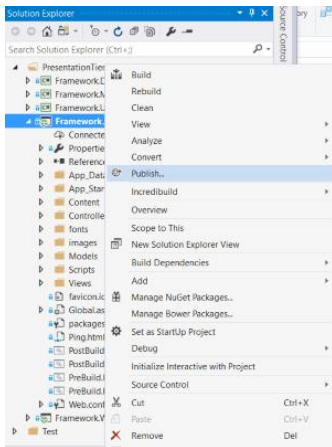 Solution Explorer
Source Control
ory
Search Solution Explorer (Ctrl+;)
PresentationTier
Framework.D
Framework.M
Framework.U
Framework.
Connecte
Propertie
Reference
App_Data
App_Star
Content
Controlle
fonts
images
Models
Scripts
Views
favicon.ic
Global.as
packages
Ping.html
PostBuild
PostBuild
PreBuild.
PreBuild.
Web.cont
Framework.W
Test
Build
Rebuild
Clean
View
Analyze
Convert
Publish...
Incredibuild
Overview
Scope to This
New Solution Explorer View
Build Dependencies
Add
Manage NuGet Packages...
Manage Bower Packages...
Set as StartUp Project
Debug
Initialize Interactive with Project
Source Control
Cut Ctrl+X
Paste Ctrl+V
Remove Del